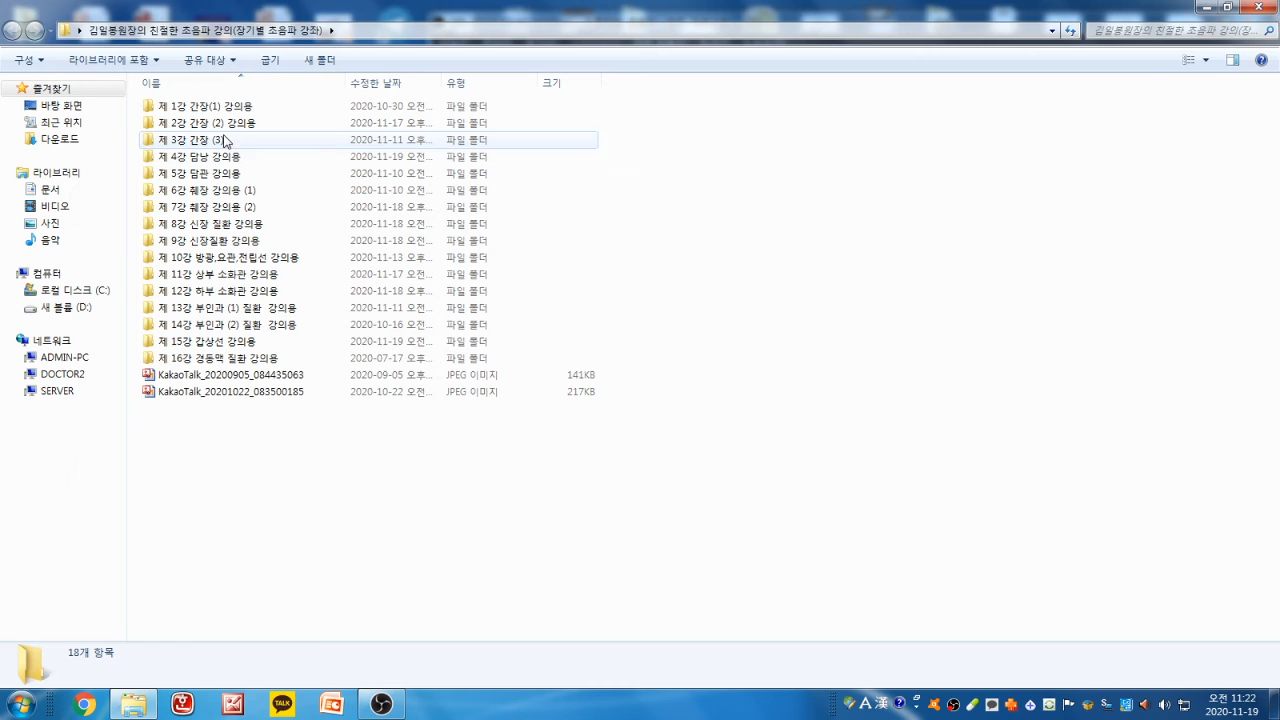 김일봉원장의 친절한 초음파 강의(장기별 초음파 강좌)
김일봉원장의 친절한 초음파 강의(장...
구성 라이브러리에 포함 공유 대상 굽기 새 폴더
이름 수정한 날짜 유형 크기
즐겨찾기
바탕 화면
최근 위치
다운로드
라이브러리
문서
비디오
사진
음악
컴퓨터
로컬 디스크 (C:)
새 볼륨 (D:)
네트워크
ADMIN-PC
DOCTOR2
SERVER
제 1강 간장(1) 강의용 2020-10-30 오전... 파일 폴더
제 2강 간장 (2) 강의용 2020-11-17 오전... 파일 폴더
제 3강 간장 (3) 2020-11-11 오후... 파일 폴더
제 4강 담낭 강의용 2020-11-19 오전... 파일 폴더
제 5강 담관 강의용 2020-11-10 오전... 파일 폴더
제 6강 췌장 강의용 (1) 2020-11-10 오전... 파일 폴더
제 7강 췌장 강의용 (2) 2020-11-18 오전... 파일 폴더
제 8강 신장 질환 강의용 2020-11-18 오전... 파일 폴더
제 9강 신장질환 강의용 2020-11-18 오전... 파일 폴더
제 10강 방광,요관,전립선 강의용 2020-11-13 오전... 파일 폴더
제 11강 상부 소화관 강의용 2020-11-17 오전... 파일 폴더
제 12강 하부 소화관 강의용 2020-11-18 오전... 파일 폴더
제 13강 부인과 (1) 질환 강의용 2020-11-11 오전... 파일 폴더
제 14강 부인과 (2) 질환 강의용 2020-10-16 오전... 파일 폴더
제 15강 갑상선 강의용 2020-11-19 오전... 파일 폴더
제 16강 경동맥 질환 강의용 2020-07-17 오후... 파일 폴더
KakaoTalk_20200905_084435063 2020-09-05 오후... JPEG 이미지 141KB
KakaoTalk_20201022_083500185 2020-10-22 오전... JPEG 이미지 217KB
18개 항목
TALK
A 漢
오전 11:22
2020-11-19